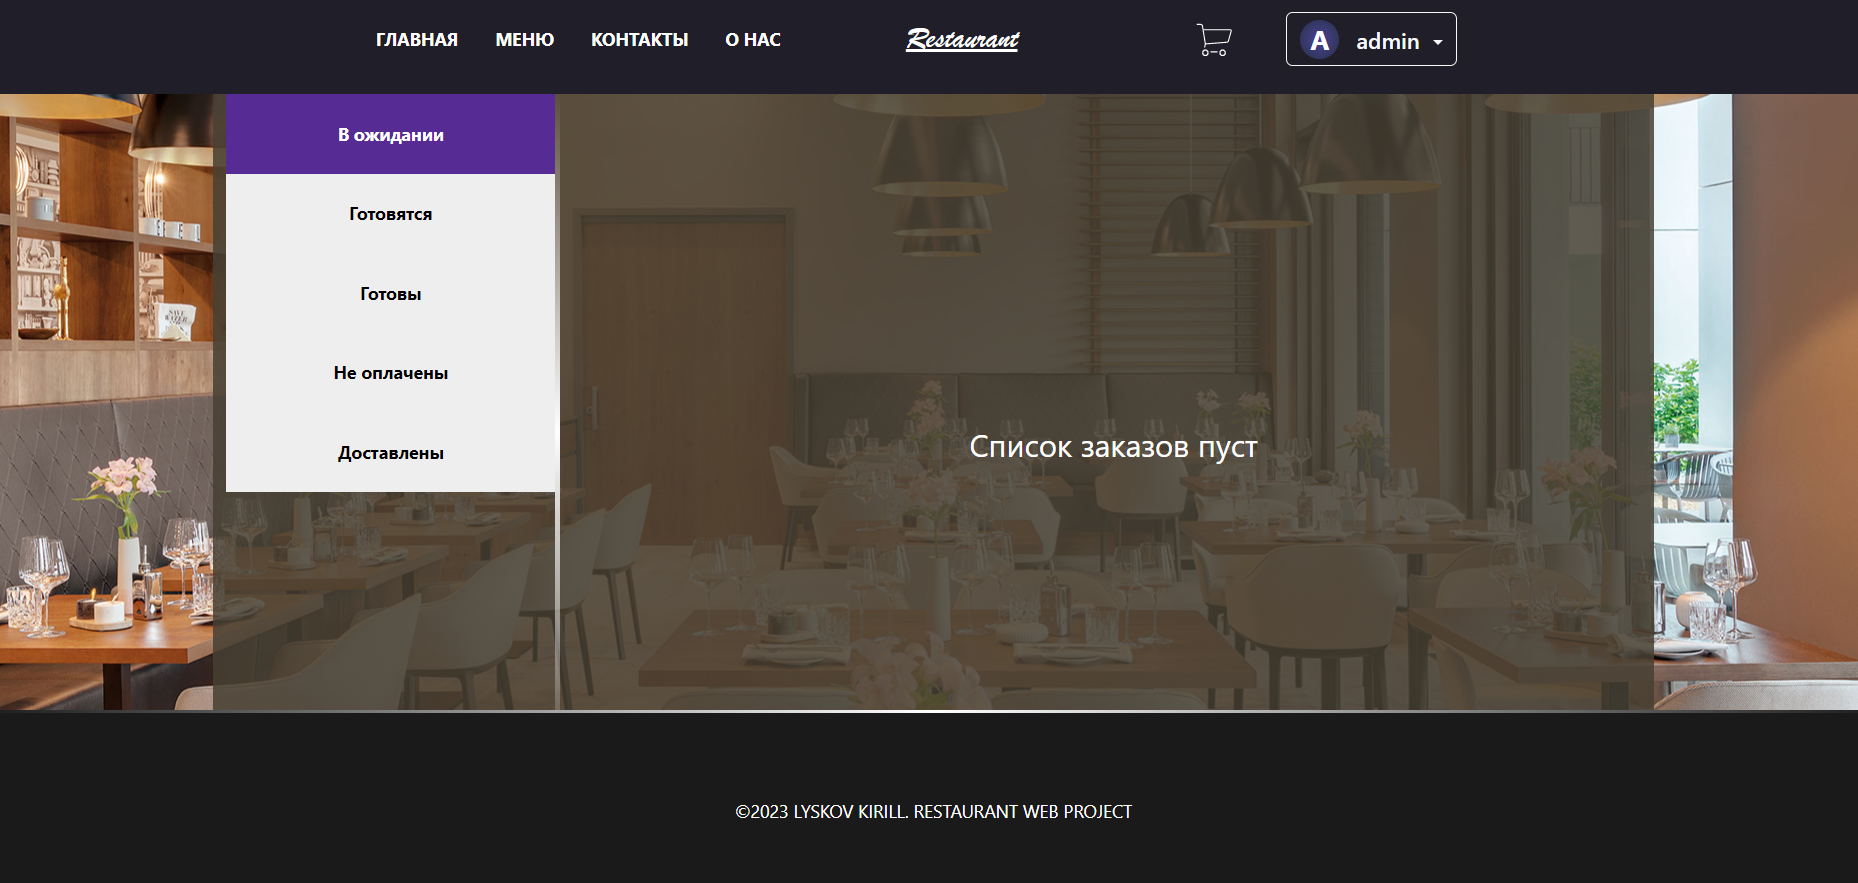 ГЛАВНАЯ МЕНЮ КОНТАКТЫ О НАС Restaurant A admin
В ожидании
Готовятся
Готовы
Не оплачены
Доставлены
Список заказов пуст
©2023 LYSKOV KIRILL. RESTAURANT WEB PROJECT